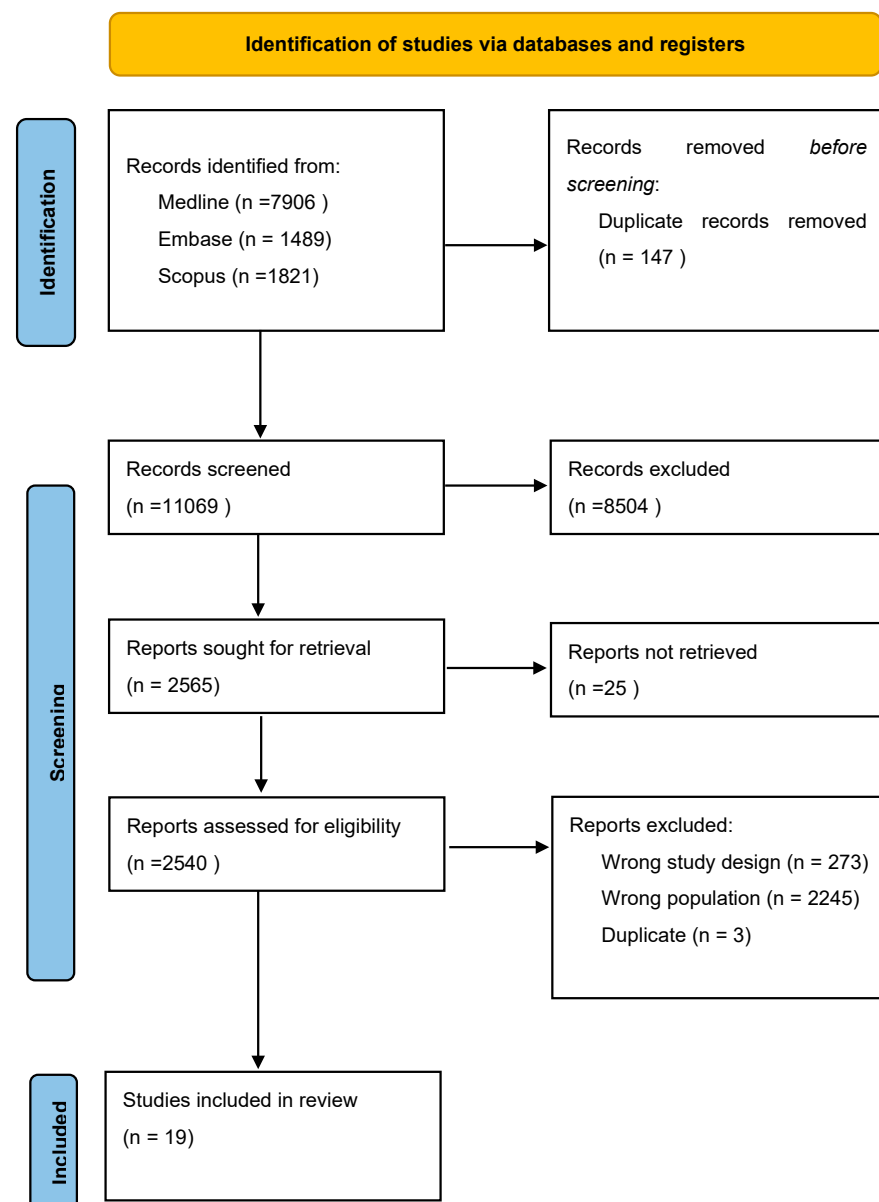 Identification of studies via databases and registers
Identification
Records identified from:
Medline (n =7906 )
Embase (n = 1489)
Scopus (n =1821)
Records removed before
screening:
Duplicate records removed
(n = 147 )
Screening
Records screened
(n =11069 )
Records excluded
(n =8504 )
Reports sought for retrieval
(n = 2565)
Reports not retrieved
(n =25 )
Reports assessed for eligibility
(n =2540 )
Reports excluded:
Wrong study design (n = 273)
Wrong population (n = 2245)
Duplicate (n = 3)
Included
Studies included in review
(n = 19)